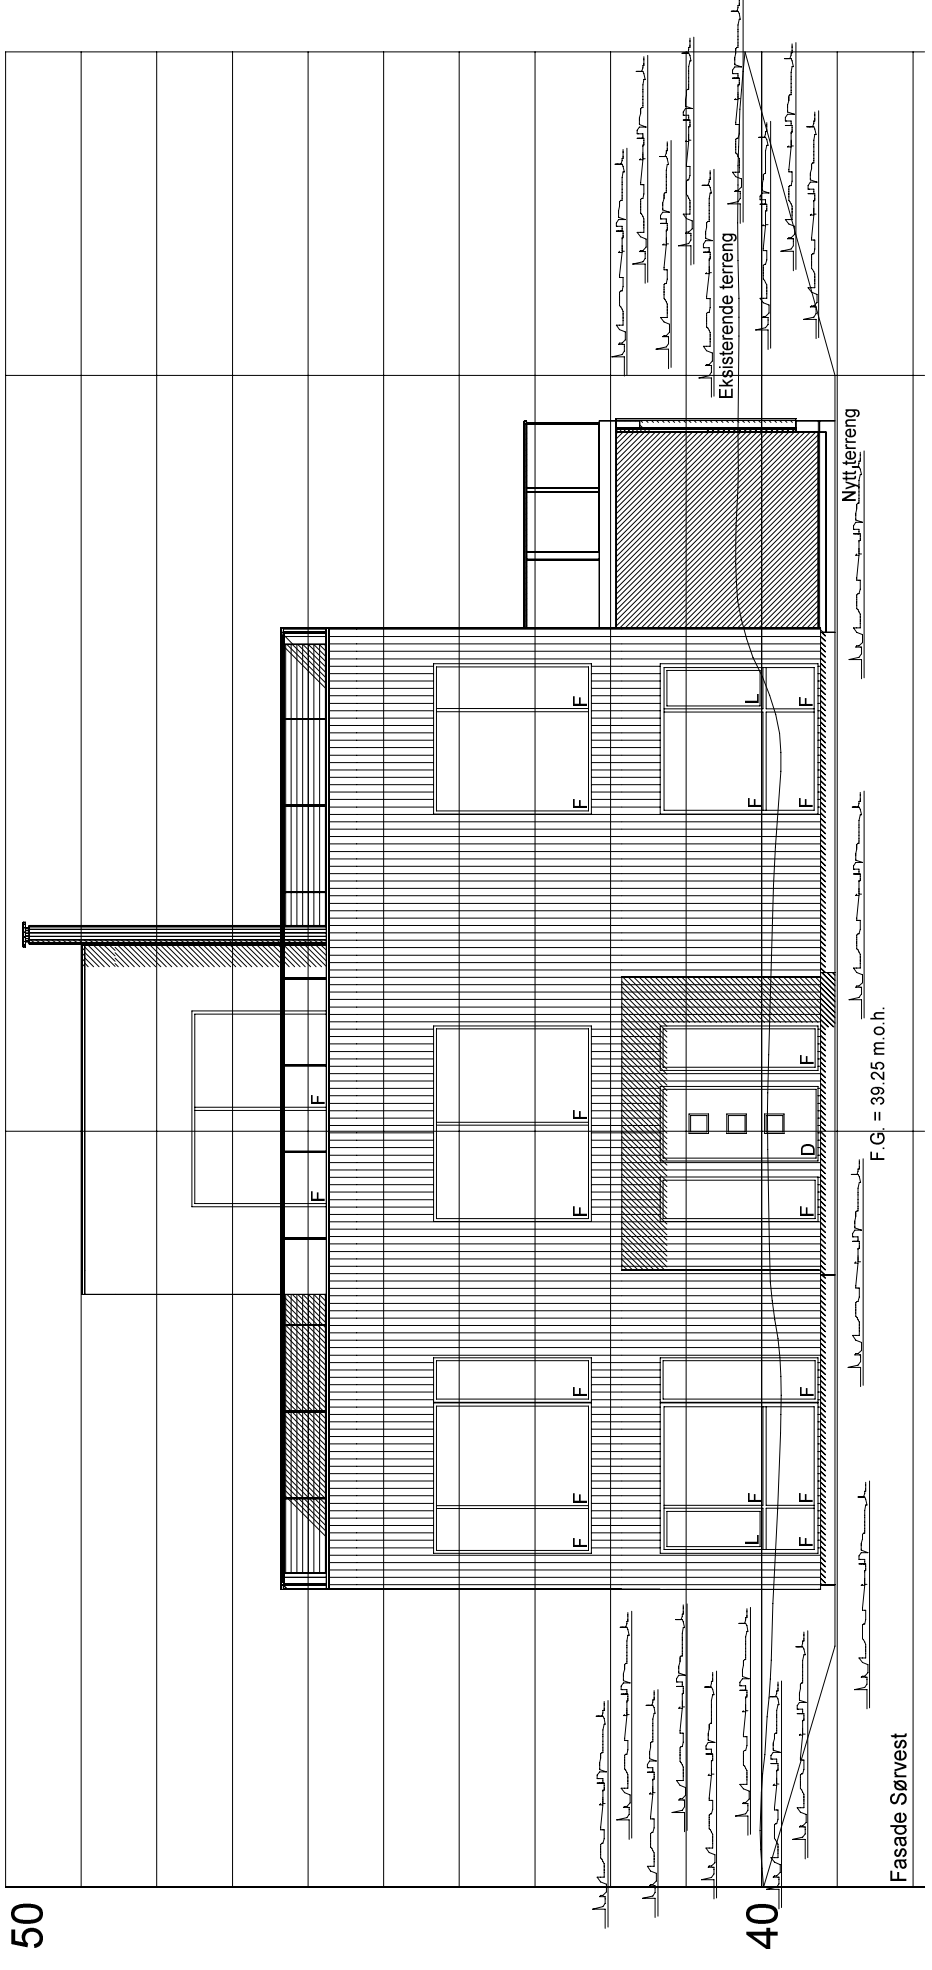 50
F F
F F F F F F F
Eksisterende terreng
L F F L
40
F F F F D F F F
Nytt terreng
F.G. = 39.25 m.o.h.
Fasade Sørvest